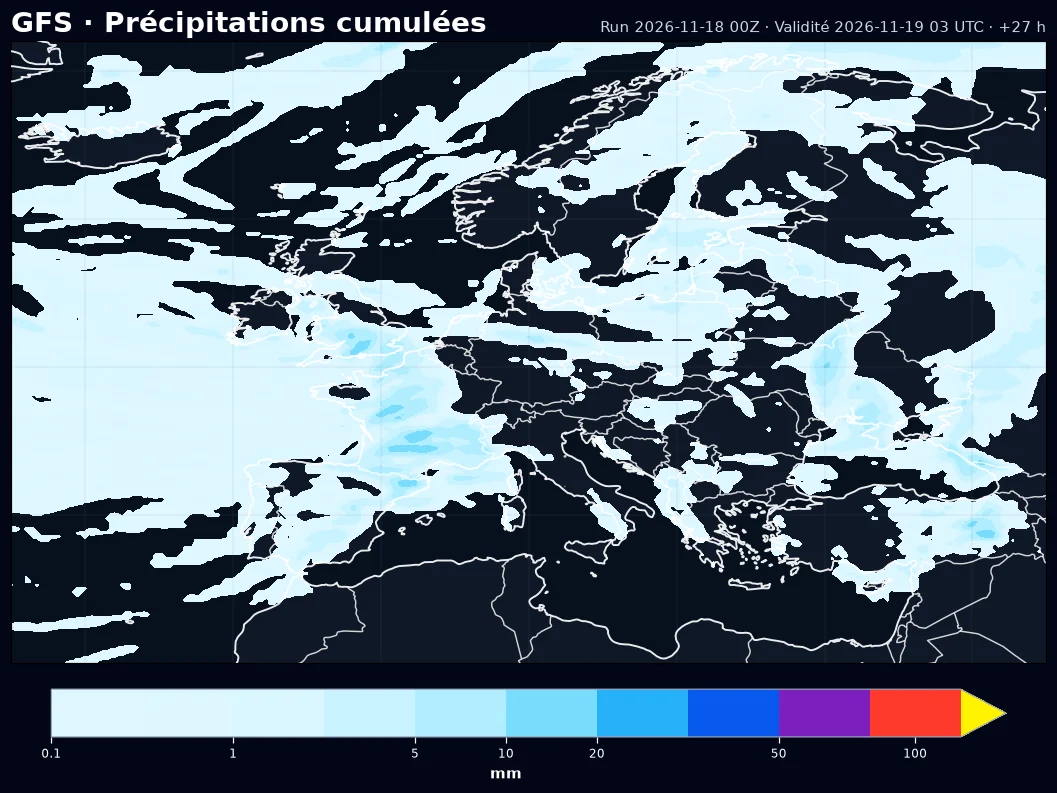 GFS · Précipitations cumulées
Run 2026-11-18 00Z · Validité 2026-11-19 03 UTC · +27 h
0.1 1 5 10 20 50 100
mm